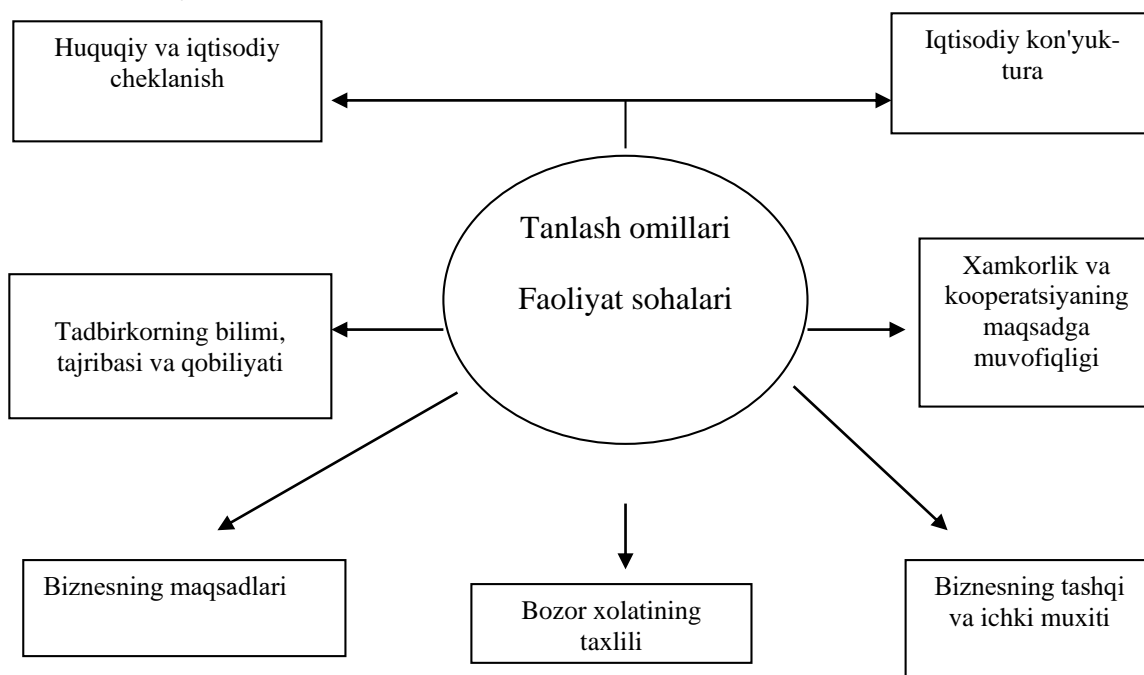 Huquqiy va iqtisodiy
cheklanish
Iqtisodiy kon'yuk-
tura
Tanlash omillari
Faoliyat sohalari
Tadbirkorning bilimi,
tajribasi va qobiliyati
Xamkorlik va
kooperatsiyaning
maqsadga
muvofiqligi
Biznesning maqsadlari
Bozor xolatining
taxlili
Biznesning tashqi
va ichki muxiti